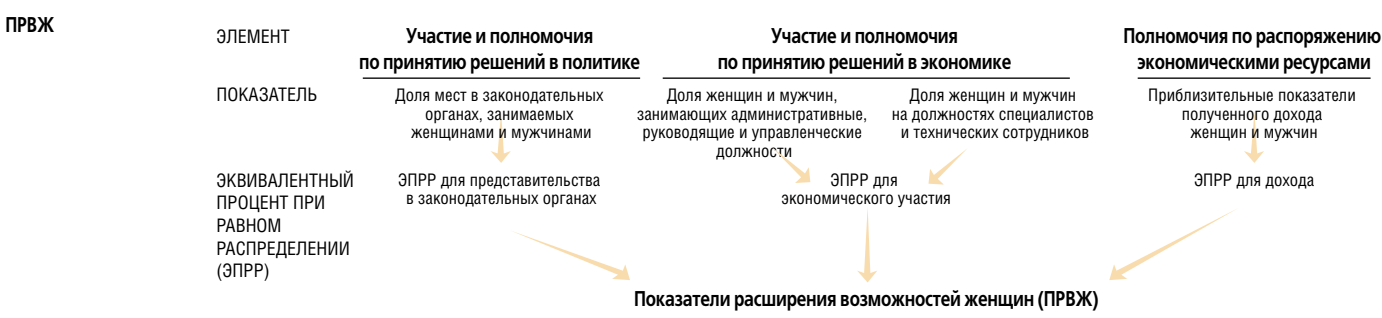 ПРВЖ
ЭЛЕМЕНТ
Участие и полномочия
по принятию решений в политике
Участие и полномочия
по принятию решений в экономике
Полномочия по распоряжению
экономическими ресурсами
ПОКАЗАТЕЛЬ
Доля мест в законодательных
органах, занимаемых
женщинами и мужчинами
Доля женщин и мужчин,
занимающих административные,
руководящие и управленческие
должности
Доля женщин и мужчин
на должностях специалистов
и технических сотрудников
Приблизительные показатели
полученного дохода
женщин и мужчин
ЭКВИВАЛЕНТНЫЙ
ПРОЦЕНТ ПРИ
РАВНОМ
РАСПРЕДЕЛЕНИИ
(ЭПРР)
ЭПРР для представительства
в законодательных органах
ЭПРР для
экономического участия
ЭПРР для дохода
Показатели расширения возможностей женщин (ПРВЖ)